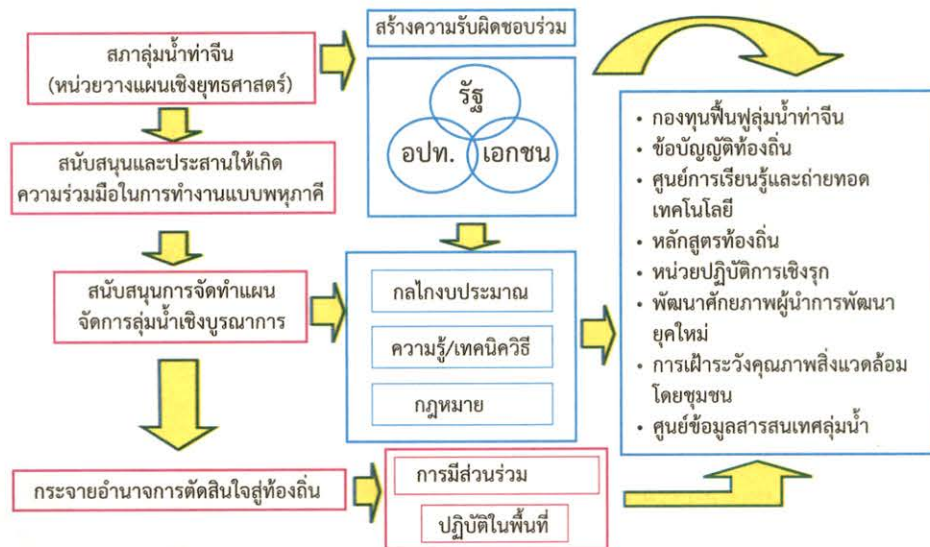 สภาลุ่มน้ำท่าจีน
(หน่วยวางแผนเชิงยุทธศาสตร์)
สนับสนุนและประสานให้เกิด
ความร่วมมือในการทำงานแบบพหุภาคี
สนับสนุนการจัดทำแผน
จัดการลุ่มน้ำเชิงบูรณาการ
กระจายอำนาจการตัดสินใจสู่ท้องถิ่น
สร้างความรับผิดชอบร่วม
รัฐ
อปท. เอกชน
กลไกงบประมาณ
ความรู้/เทคนิควิธี
กฎหมาย
การมีส่วนร่วม
ปฏิบัติในพื้นที่
• กองทุนฟื้นฟูลุ่มน้ำท่าจีน
• ข้อบัญญัติท้องถิ่น
• ศูนย์การเรียนรู้และถ่ายทอด
เทคโนโลยี
• หลักสูตรท้องถิ่น
• หน่วยปฏิบัติการเชิงรุก
• พัฒนาศักยภาพผู้นำการพัฒนา
ยุคใหม่
• การเฝ้าระวังคุณภาพสิ่งแวดล้อม
โดยชุมชน
• ศูนย์ข้อมูลสารสนเทศลุ่มน้ำ